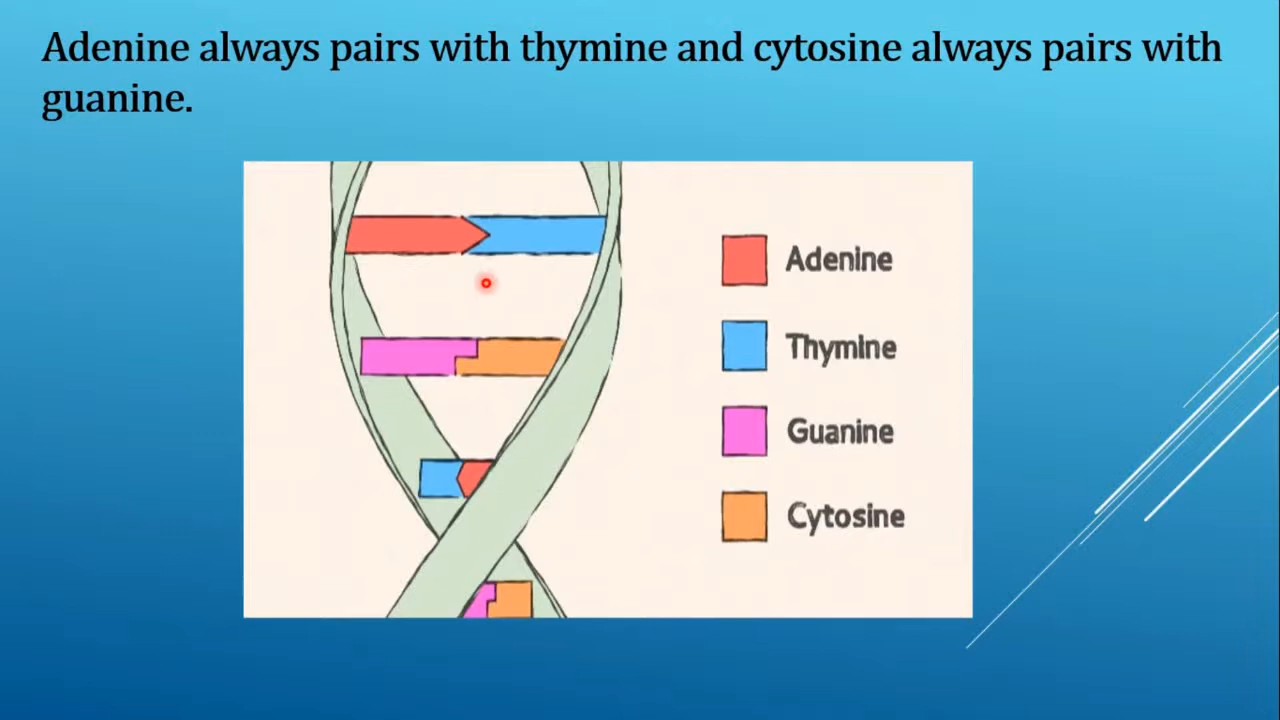 Adenine always pairs with thymine and cytosine always pairs with
guanine.
Adenine
Thymine
Guanine
Cytosine